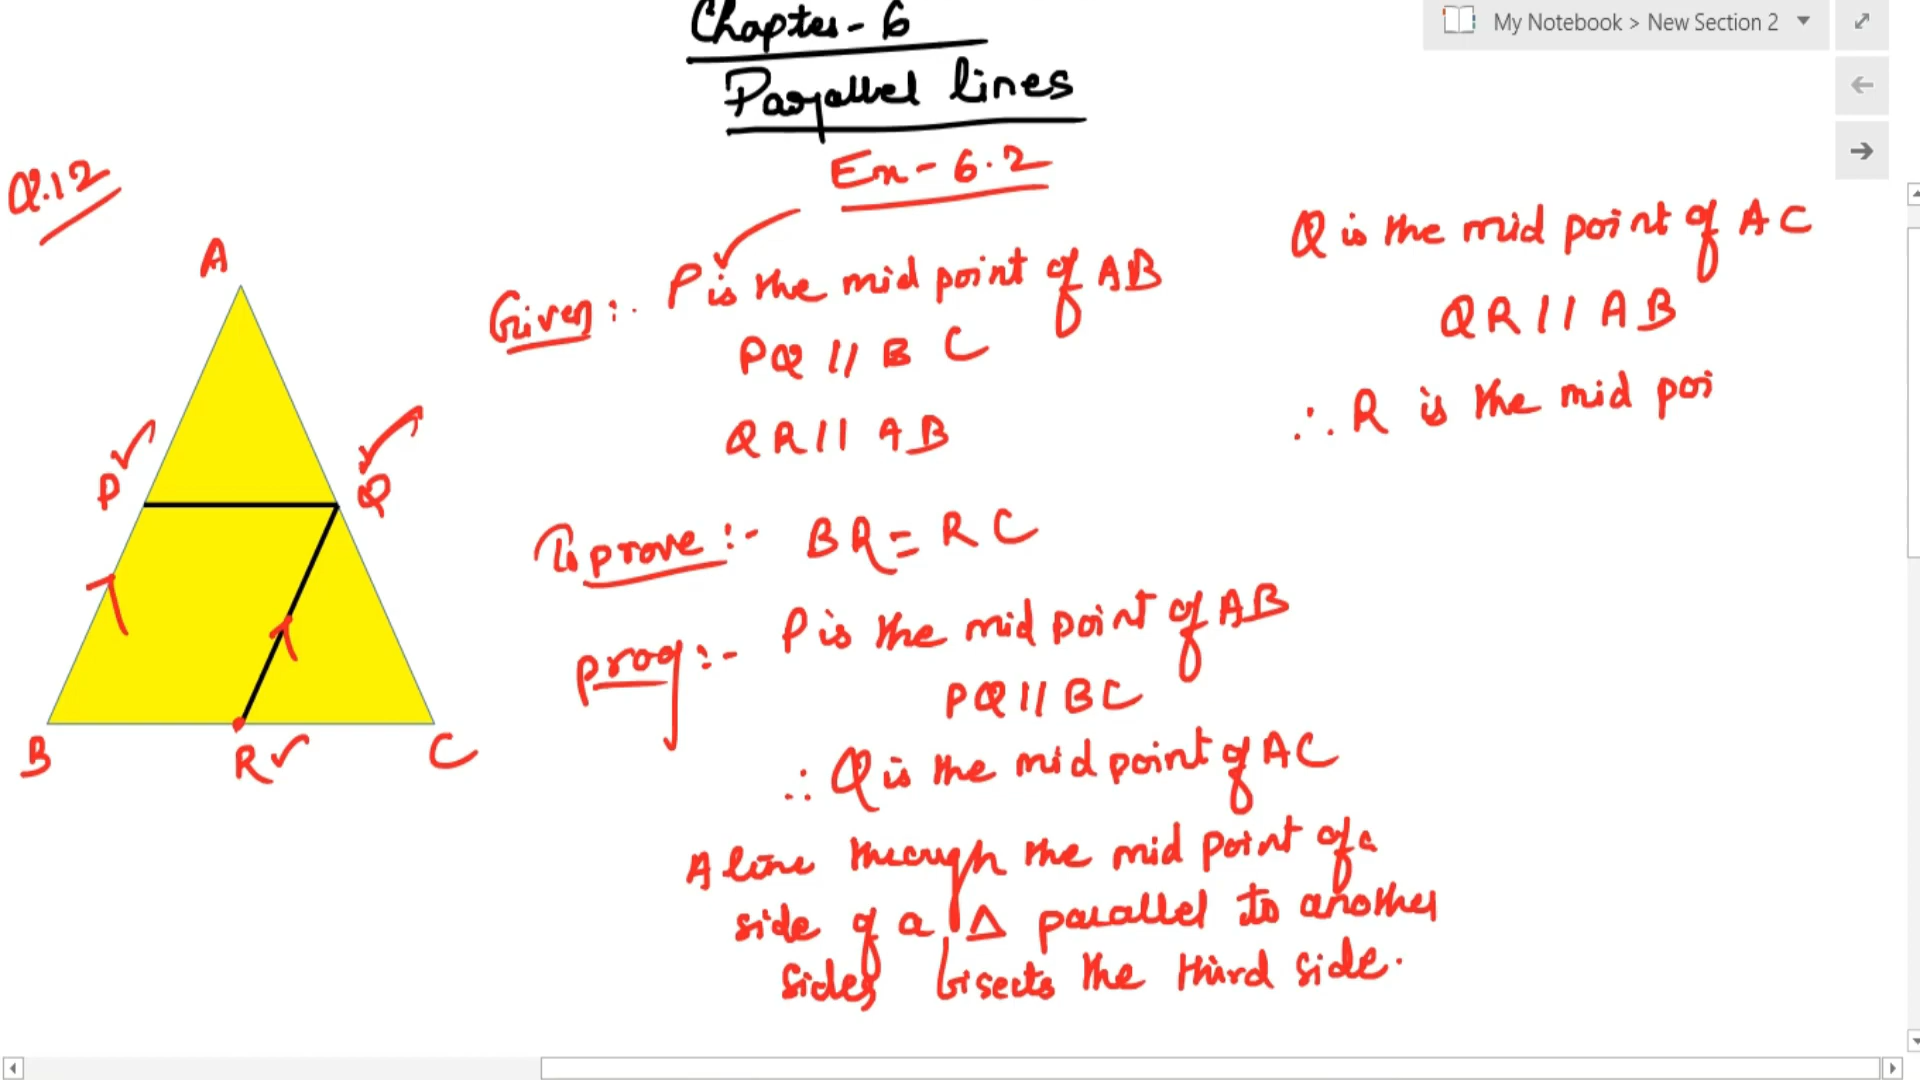 Chapter-6
Parallel lines
My Notebook > New Section 2
Ex-6.2
Q.12
A
P
Q
B
R
C
Given:- P is the mid point of AB
PQ // BC
QR // AB
To prove:- BR = RC
proof:- P is the mid point of AB
PQ // BC
∴ Q is the mid point of AC
A line through the mid point of a
side of a Δ parallel to another
sides bisects the third side.
Q is the mid point of AC
QR // AB
∴ R is the mid poi